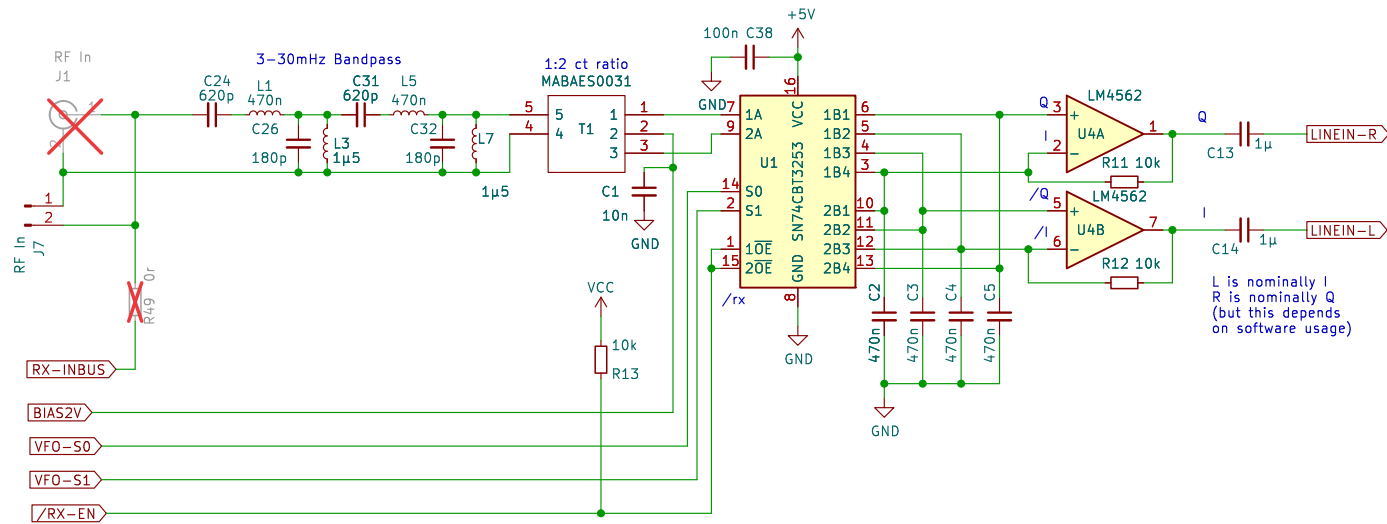 +5V
100n C38
RF In
J1
1
2
3-30mHz Bandpass
C24
620p
L1
470n
C31
620p
L5
470n
C26
180p
L3
1µ5
C32
180p
L7
1µ5
1:2 ct ratio
MABAES0031
5 5
4 4
T1
1 1
2 2
3 3
C1
10n
GND
GND
16
VCC
7 1A
9 2A
U1
SN74CBT3253
14 S0
2 S1
1 1OE
15 2OE
GND
8
GND
/rx
1B1 6
1B2 5
1B3 4
1B4 3
2B1 10
2B2 11
2B3 12
2B4 13
C2
470n
C3
470n
C4
470n
C5
470n
GND
Q
I
LM4562
3 +
2 −
U4A
1
R11 10k
Q
C13
1µ
LINEIN-R
/Q
/I
LM4562
5 +
6 −
U4B
7
R12 10k
I
C14
1µ
LINEIN-L
L is nominally I
R is nominally Q
(but this depends
on software usage)
1
2
RF In
J7
R49 0r
VCC
10k
R13
RX-INBUS
BIAS2V
VFO-S0
VFO-S1
/RX-EN